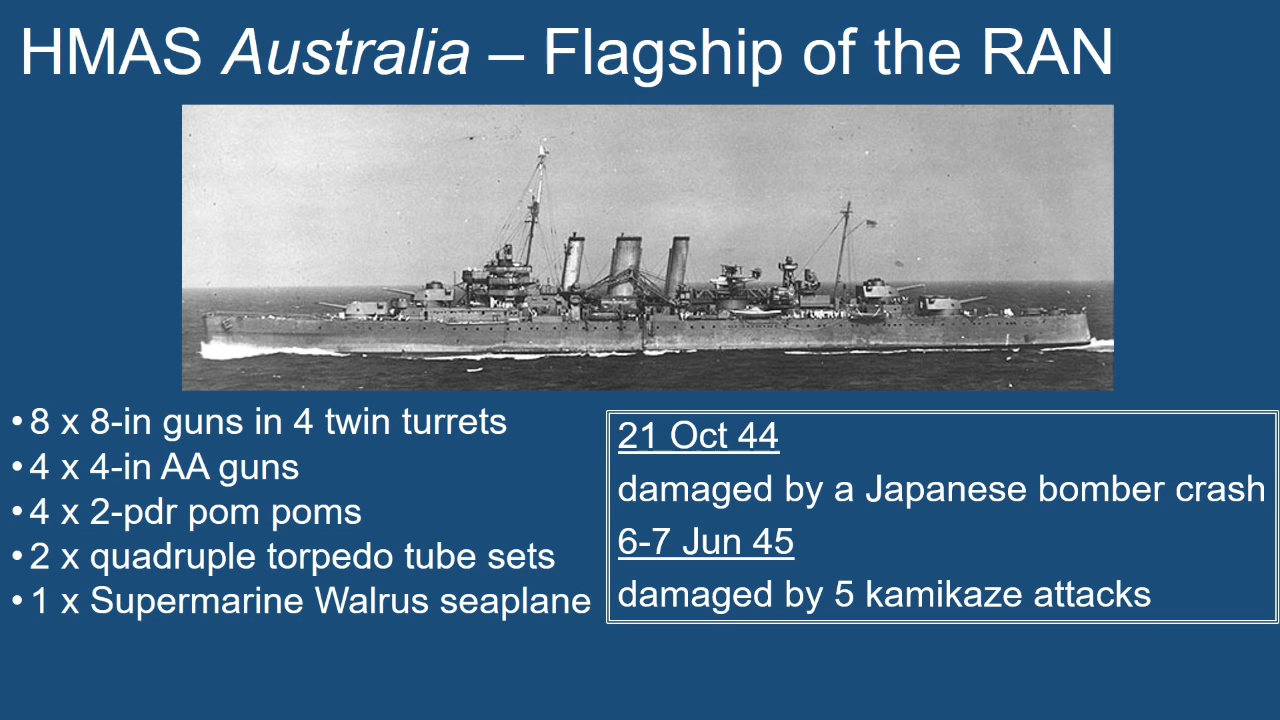 HMAS Australia – Flagship of the RAN
• 8 x 8-in guns in 4 twin turrets
• 4 x 4-in AA guns
• 4 x 2-pdr pom poms
• 2 x quadruple torpedo tube sets
• 1 x Supermarine Walrus seaplane
21 Oct 44
damaged by a Japanese bomber crash
6-7 Jun 45
damaged by 5 kamikaze attacks